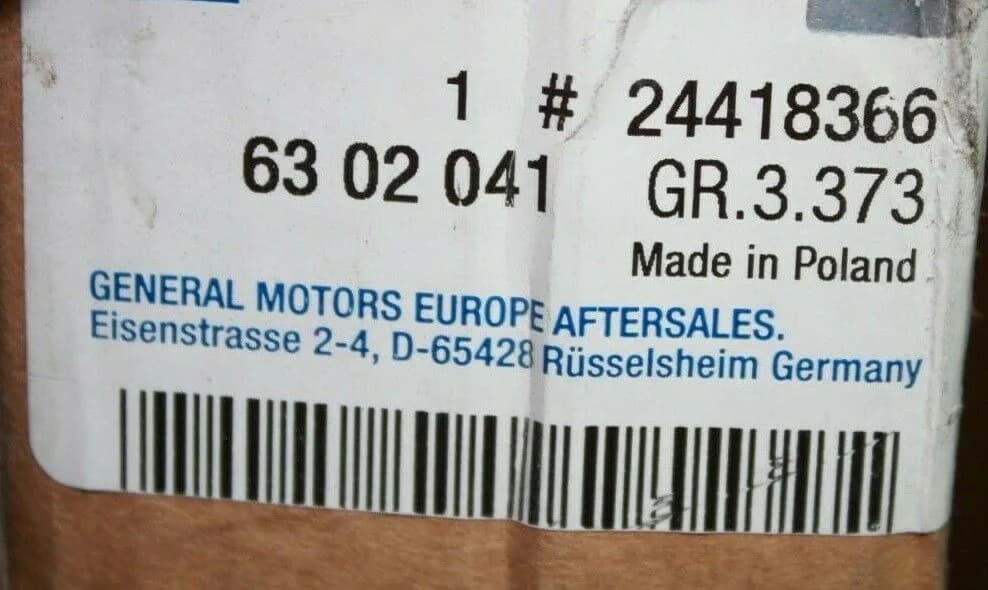 1 # 24418366
63 02 041 GR.3.373
Made in Poland
GENERAL MOTORS EUROPE AFTERSALES.
Eisenstrasse 2-4, D-65428 Rüsselsheim Germany